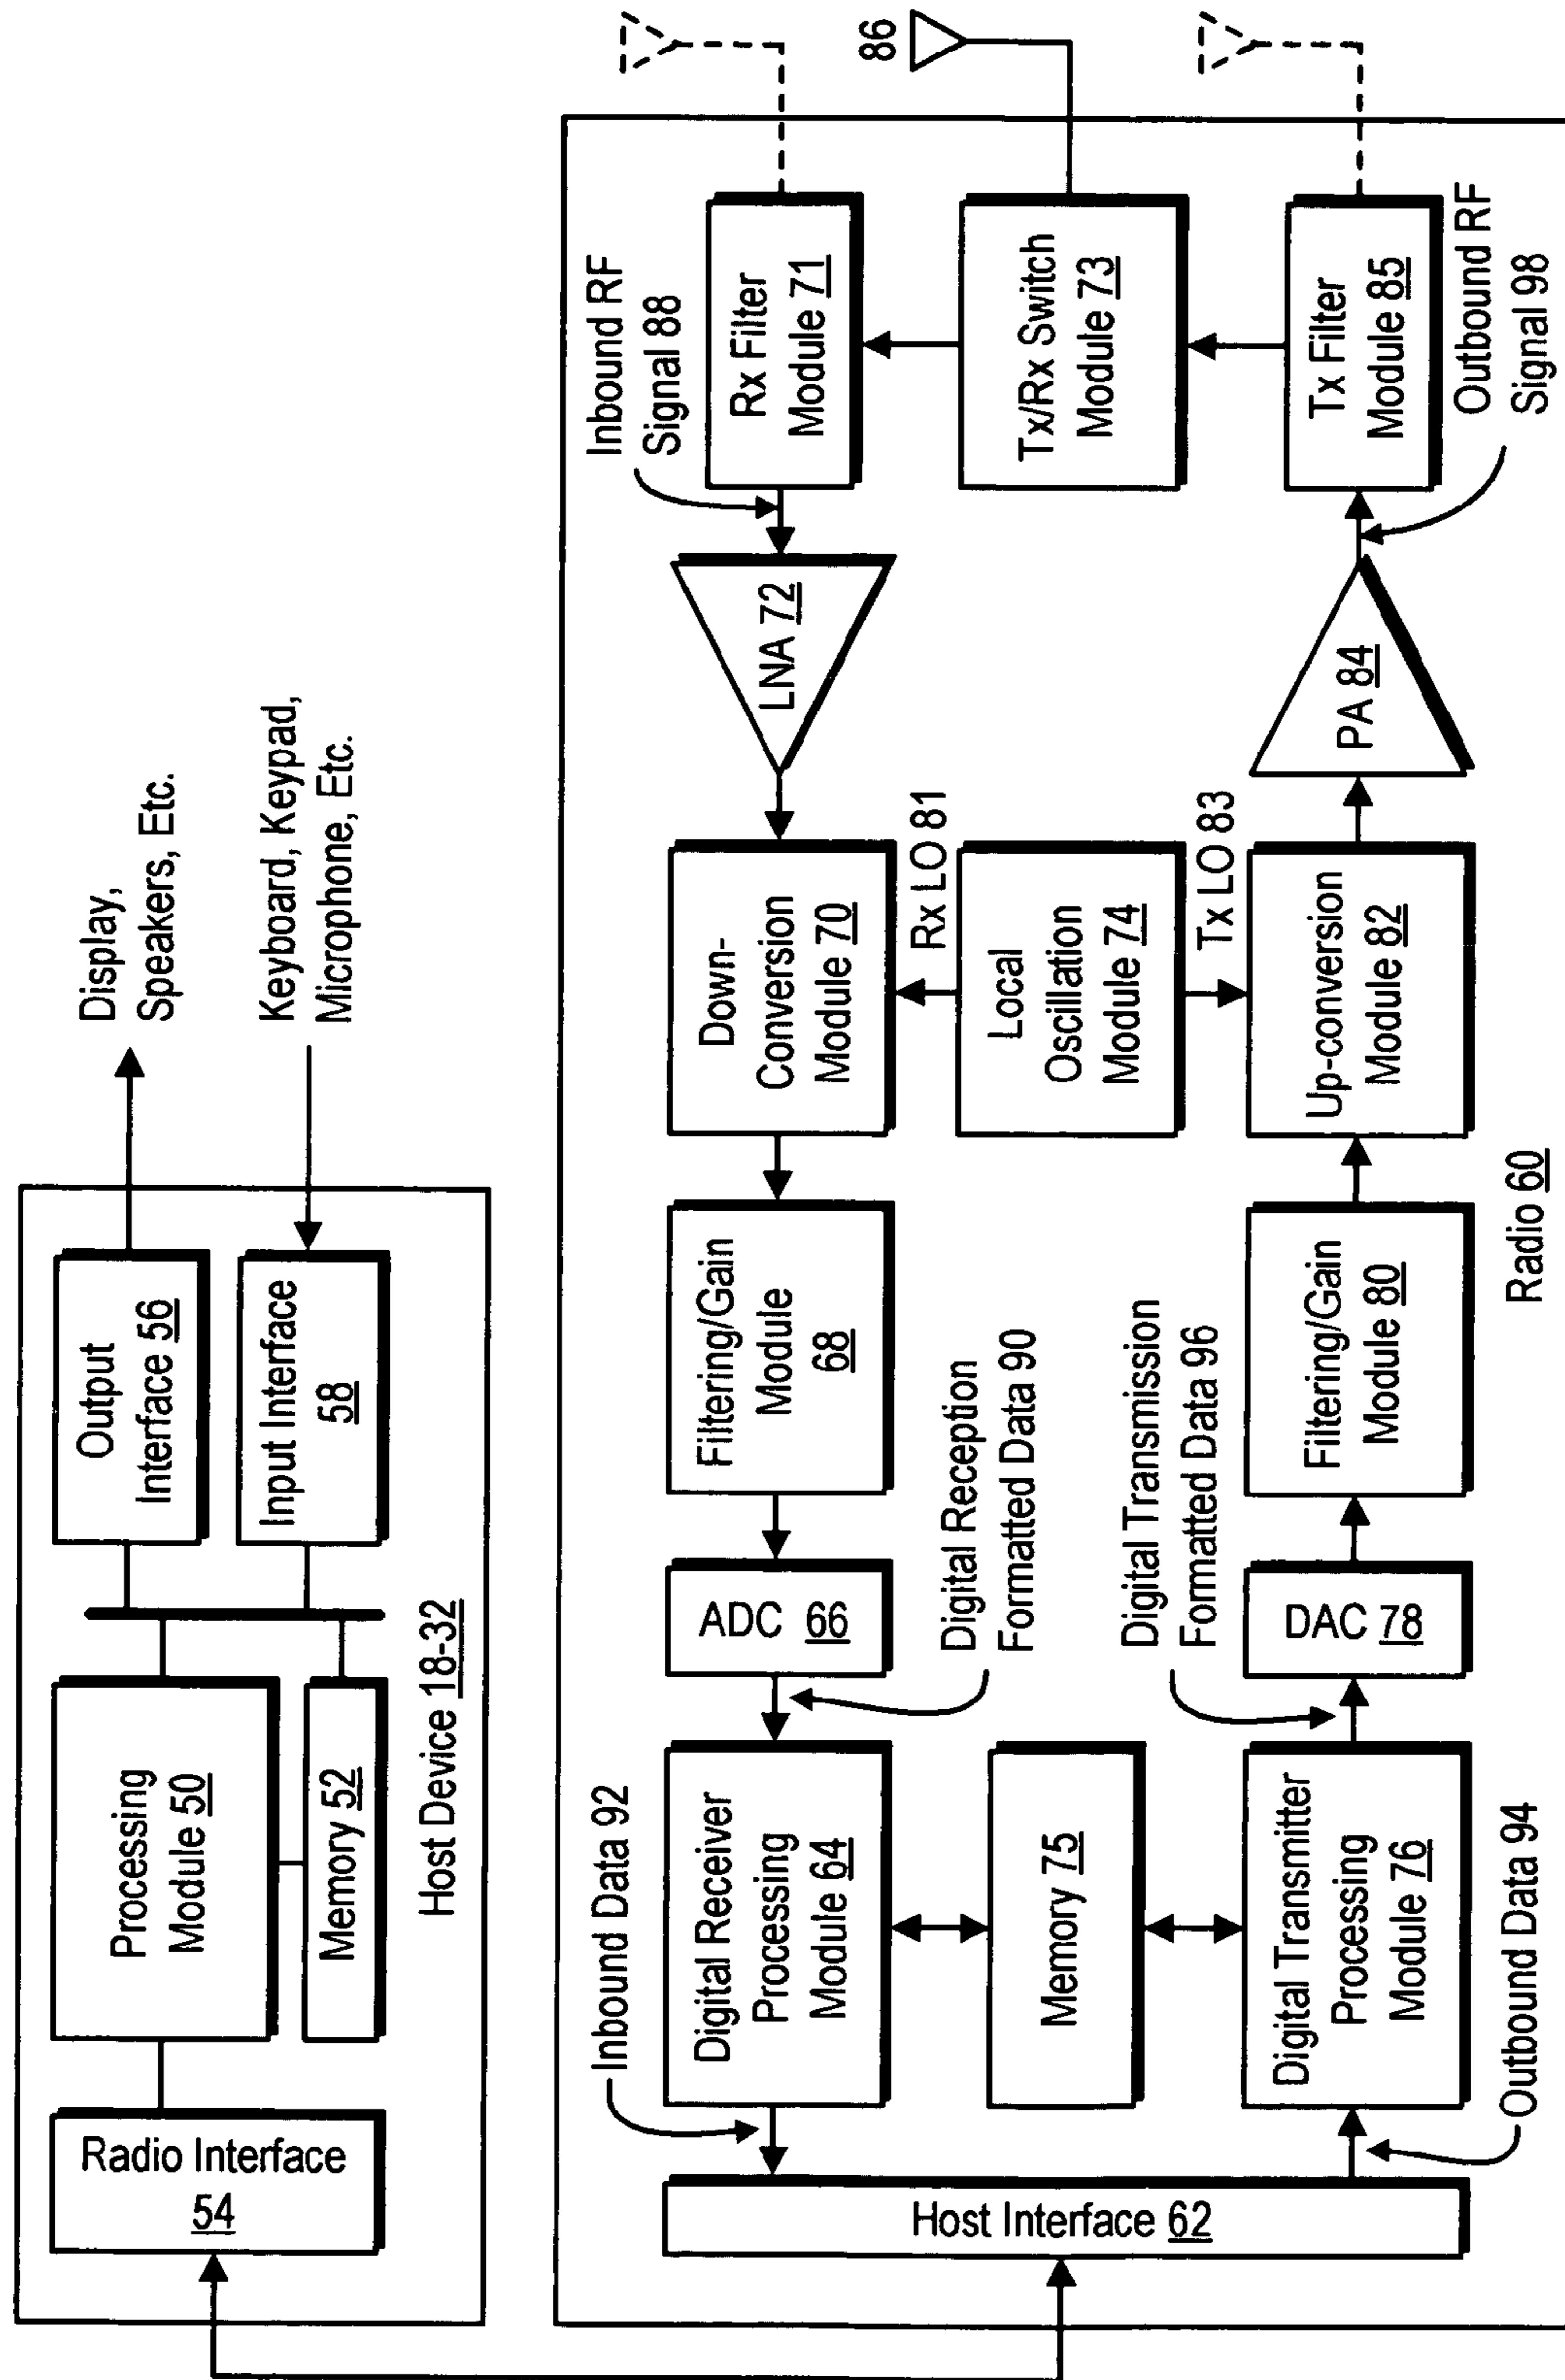 Display,
Speakers, Etc.
Keyboard, Keypad,
Microphone, Etc.
Output
Interface 56
Input Interface
58
Processing
Module 50
Memory 52
Radio Interface
54
Host Device 18-32
86
Inbound RF
Signal 88
Rx Filter
Module 71
Tx/Rx Switch
Module 73
Tx Filter
Module 85
Outbound RF
Signal 98
LNA 72
PA 84
Down-
Conversion
Module 70
Rx LO 81
Local
Oscillation
Module 74
Tx LO 83
Up-conversion
Module 82
Filtering/Gain
Module
68
Filtering/Gain
Module 80
Radio 60
ADC 66
Digital Reception
Formatted Data 90
Digital Transmission
Formatted Data 96
DAC 78
Inbound Data 92
Digital Receiver
Processing
Module 64
Memory 75
Digital Transmitter
Processing
Module 76
Outbound Data 94
Host Interface 62